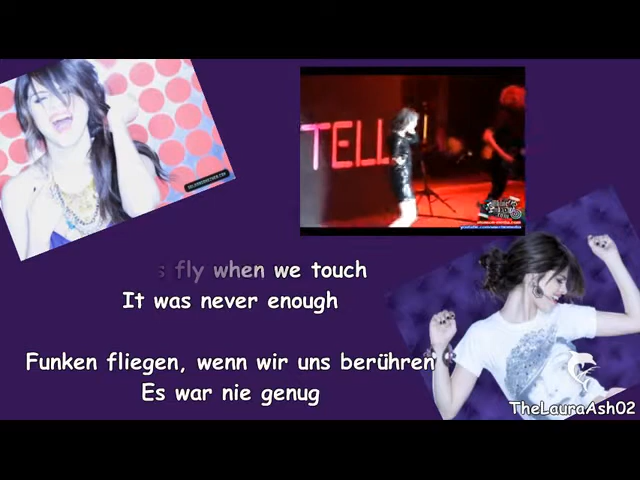 TELL
s fly when we touch
It was never enough
Funken fliegen, wenn wir uns berühren
Es war nie genug
TheLauraAsh02